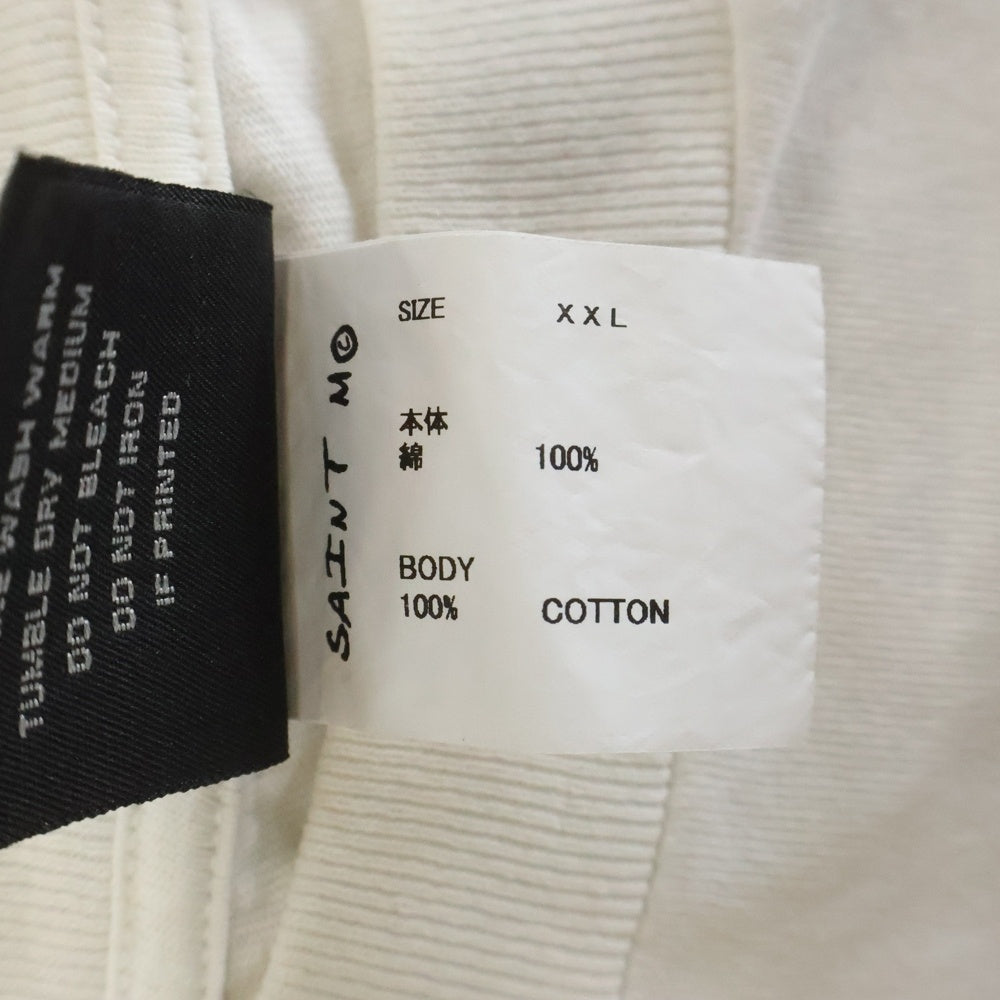 WASH WARM
TUMBLE DRY MEDIUM
DO NOT BLEACH
DO NOT IRON
IF PRINTED
SAINT M©
SIZE XXL
本体
綿 100%
BODY
100% COTTON